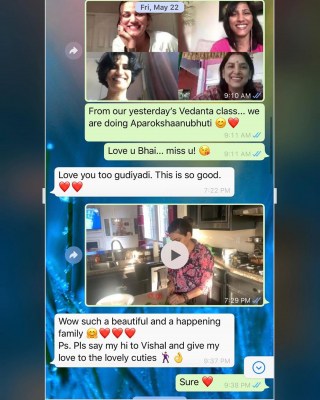 Fri, May 22
9:10 AM
From our yesterday's Vedanta class... we
are doing Aparokshaanubhuti 😊❤️
9:11 AM
Love u Bhai... miss u! 😘
9:11 AM
Love you too gudiyadi. This is so good.
❤️❤️
7:22 PM
7:29 PM
Wow such a beautiful and a happening
family 🤗❤️❤️❤️
Ps. Pls say my hi to Vishal and give my
love to the lovely cuties 🕺👌
9:37 PM
Sure ❤️
9:38 PM